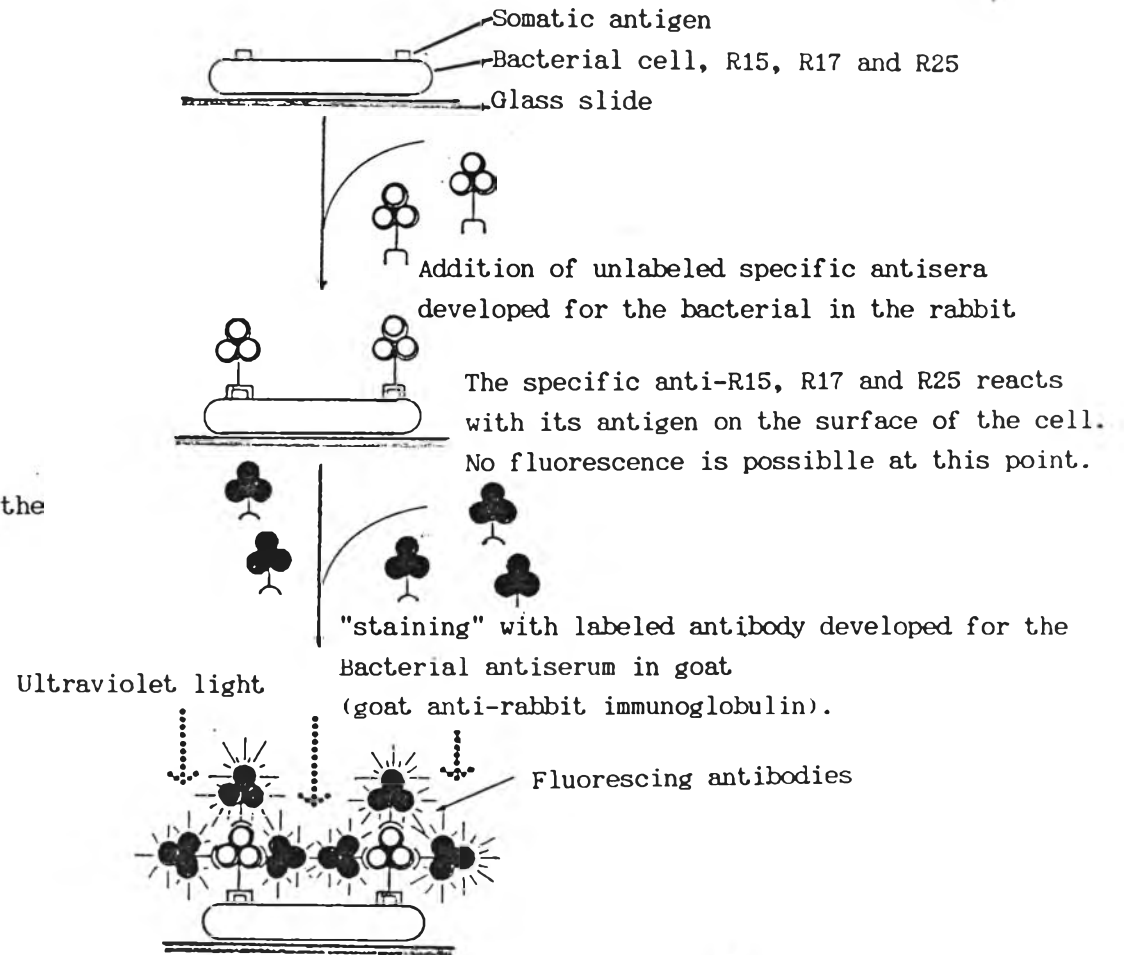 Somatic antigen
Bacterial cell, R15, R17 and R25
Glass slide
Addition of unlabeled specific antisera
developed for the bacterial in the rabbit
The specific anti-R15, R17 and R25 reacts
with its antigen on the surface of the cell.
No fluorescence is possiblle at this point.
the
"staining" with labeled antibody developed for the
Bacterial antiserum in goat
(goat anti-rabbit immunoglobulin).
Ultraviolet light
Fluorescing antibodies